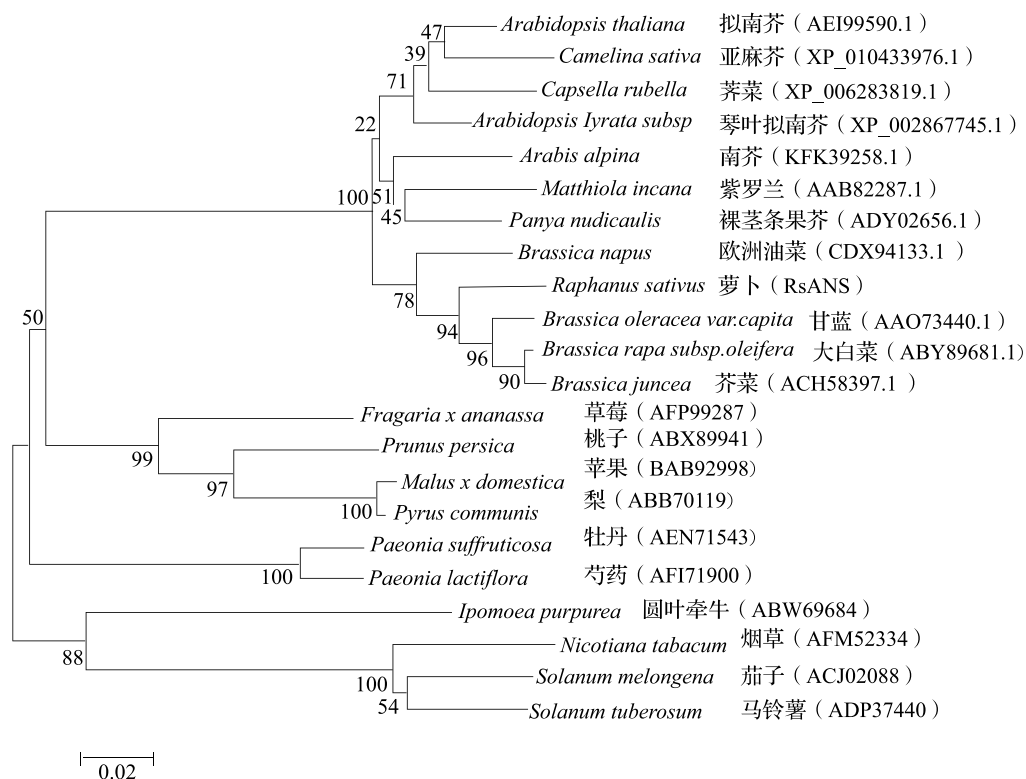 47 Arabidopsis thaliana 拟南芥（AEI99590.1）
39 Camelina sativa 亚麻芥（XP_010433976.1）
71 Capsella rubella 荠菜（XP_006283819.1）
22 Arabidopsis Iyrata subsp 琴叶拟南芥（XP_002867745.1）
Arabis alpina 南芥（KFK39258.1）
100 51 Matthiola incana 紫罗兰（AAB82287.1）
45 Panya nudicaulis 裸茎条果芥（ADY02656.1）
Brassica napus 欧洲油菜（CDX94133.1 ）
78 Raphanus sativus 萝卜（RsANS）
50 94 Brassica oleracea var.capita 甘蓝（AAO73440.1）
96 Brassica rapa subsp.oleifera 大白菜（ABY89681.1)
90 Brassica juncea 芥菜（ACH58397.1 ）
Fragaria x ananassa 草莓（AFP99287）
99 Prunus persica 桃子（ABX89941）
97 Malus x domestica 苹果（BAB92998)
100 Pyrus communis 梨（ABB70119)
Paeonia suffruticosa 牡丹（AEN71543)
100 Paeonia lactiflora 芍药（AFI71900）
Ipomoea purpurea 圆叶牵牛（ABW69684）
88 Nicotiana tabacum 烟草（AFM52334）
100 Solanum melongena 茄子（ACJ02088）
54 Solanum tuberosum 马铃薯（ADP37440）
0.02